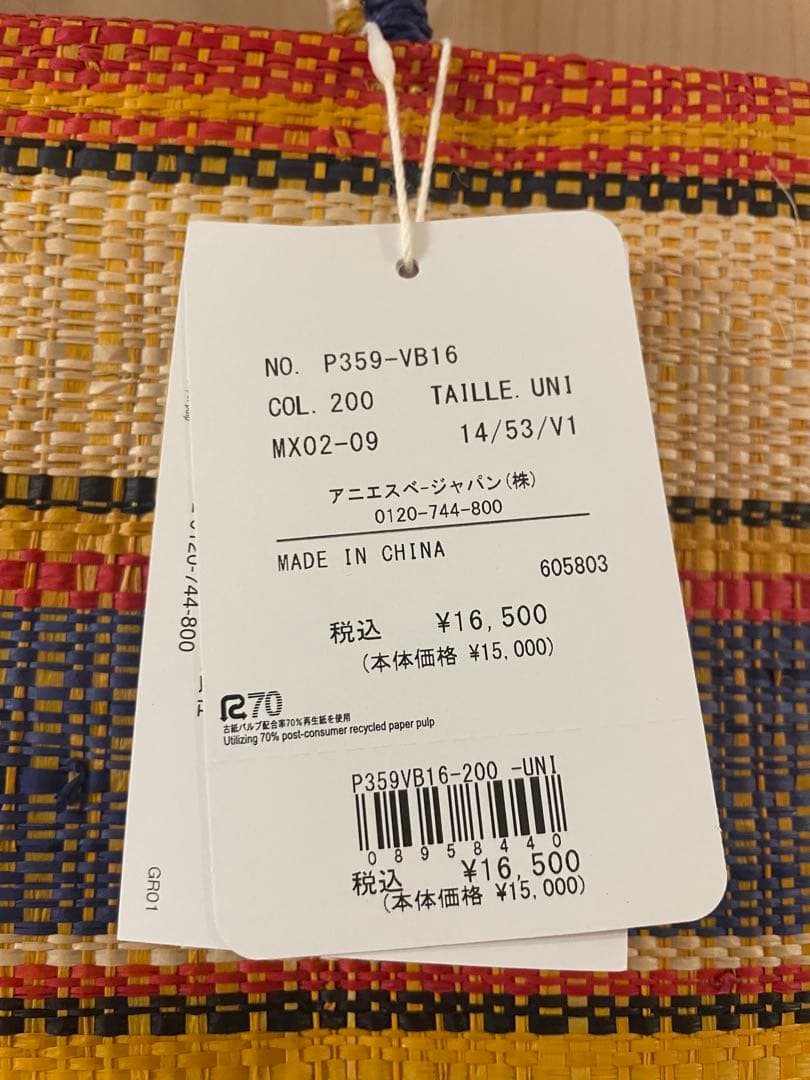 NO. P359-VB16
COL. 200 TAILLE. UNI
MX02-09 14/53/V1
アニエスベージャパン(株)
0120-744-800
MADE IN CHINA
605803
税込 ¥16,500
(本体価格 ¥15,000)
R70
古紙パルプ配合率70%再生紙を使用
Utilizing 70% post-consumer recycled paper pulp
P359VB16-200 -UNI
08958440
税込 ¥16,500
(本体価格 ¥15,000)
0120-744-800
GR01